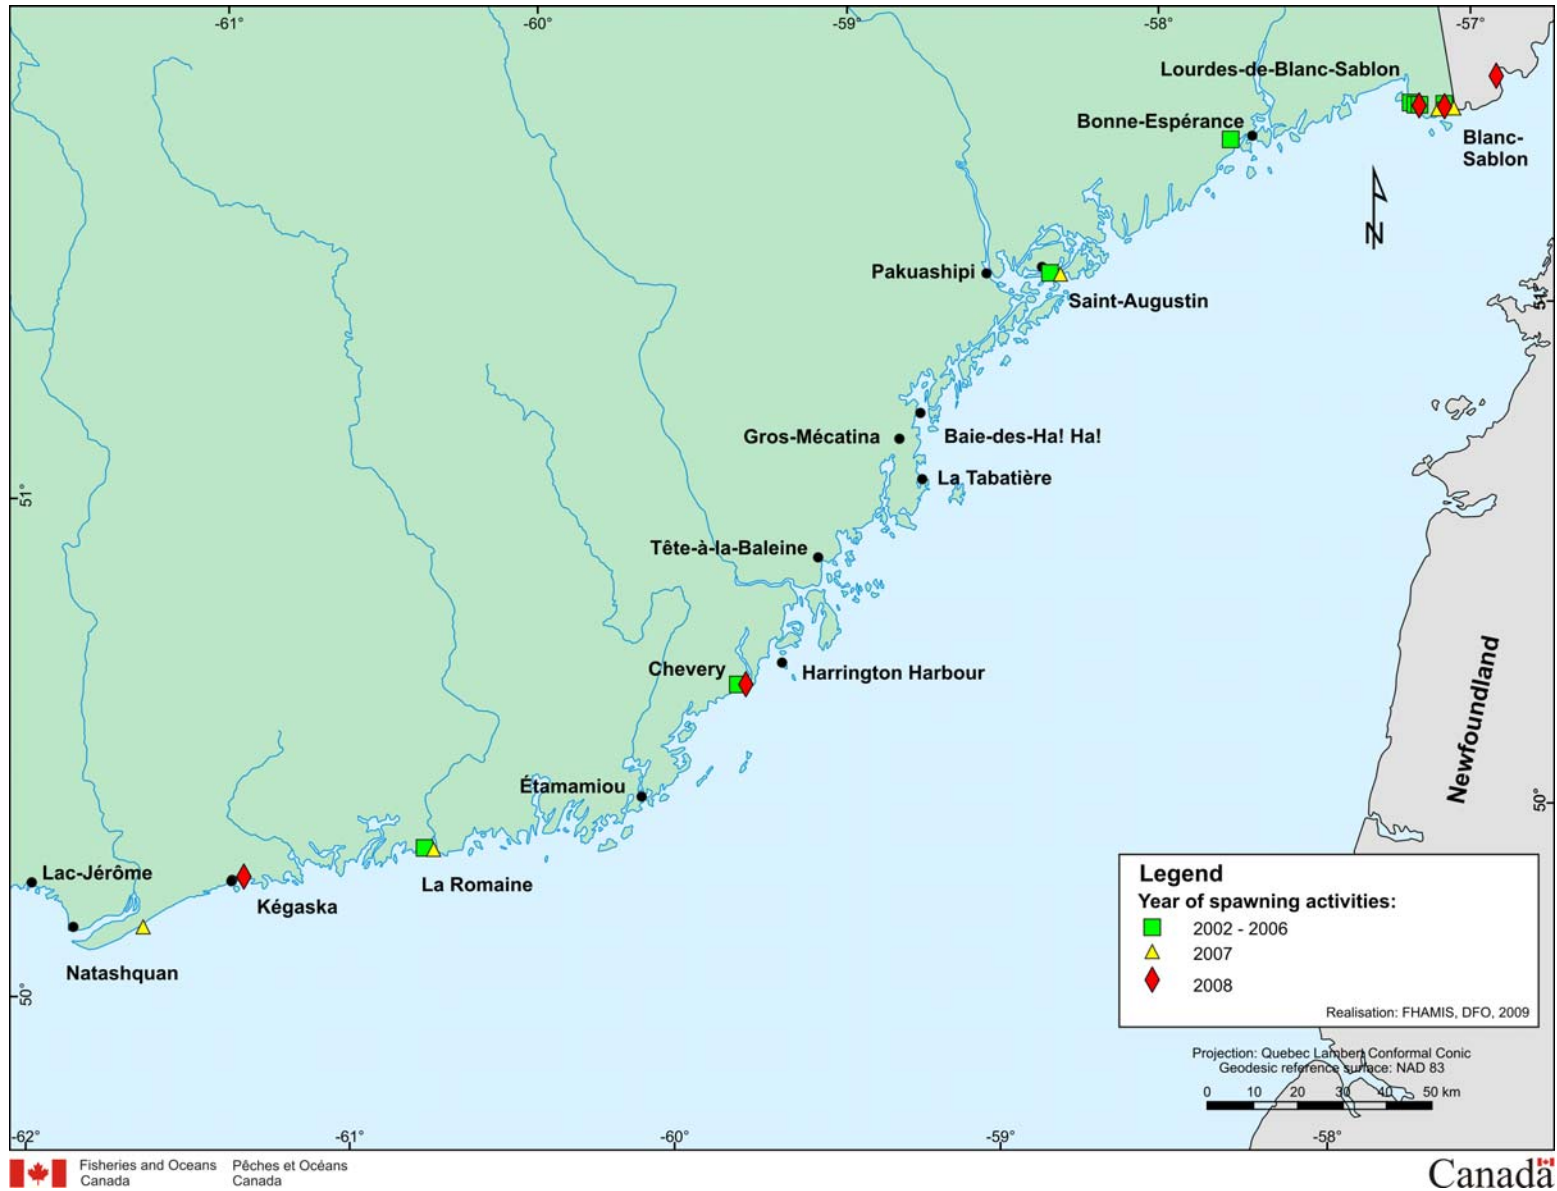 -61°
-60°
-59°
-58°
-57°
Lourdes-de-Blanc-Sablon
Bonne-Espérance
Blanc-
Sablon
N
Pakuashipi
Saint-Augustin
51°
Gros-Mécatina
Baie-des-Ha! Ha!
La Tabatière
51°
Tête-à-la-Baleine
Chevery
Harrington Harbour
Newfoundland
Étamamiou
50°
Lac-Jérôme
La Romaine
Kégaska
Natashquan
50°
Legend
Year of spawning activities:
2002 - 2006
2007
2008
Realisation: FHAMIS, DFO, 2009
Projection: Quebec Lambert Conformal Conic
Geodesic reference surface: NAD 83
0 10 20 30 40 50 km
-62°
-61°
-60°
-59°
-58°
Fisheries and Oceans Pêches et Océans
Canada Canada
Canada